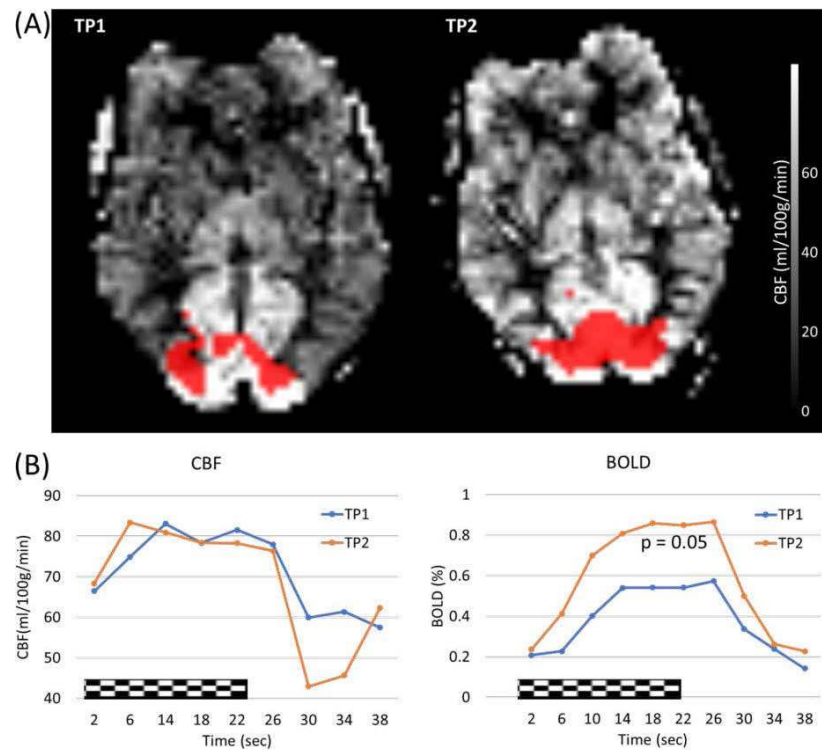 (A)
TP1
TP2
CBF (ml/100g/min)
60
40
20
0
(B)
CBF
CBF(ml/100g/min)
90
80
70
60
50
40
TP1
TP2
2 6 14 18 22 26 30 34 38
Time (sec)
BOLD
BOLD (%)
1
0.8
0.6
0.4
0.2
0
TP1
TP2
p = 0.05
2 6 10 14 18 22 26 30 34 38
Time (sec)